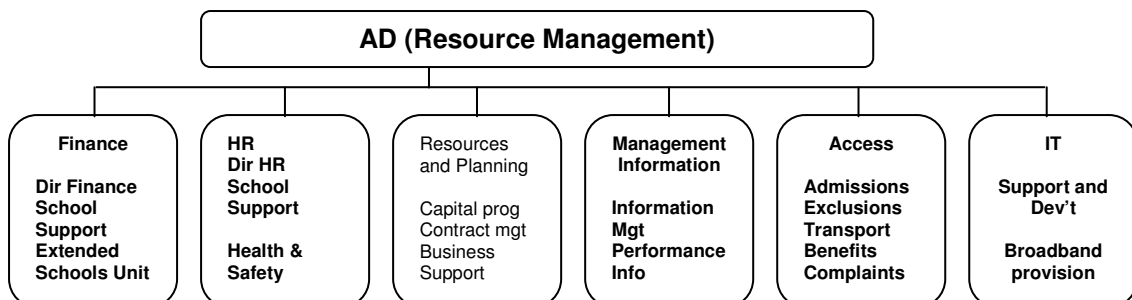 AD (Resource Management)
Finance
Dir Finance
School
Support
Extended
Schools Unit
HR
Dir HR
School
Support
Health &
Safety
Resources
and Planning
Capital prog
Contract mgt
Business
Support
Management
Information
Information
Mgt
Performance
Info
Access
Admissions
Exclusions
Transport
Benefits
Complaints
IT
Support and
Dev’t
Broadband
provision